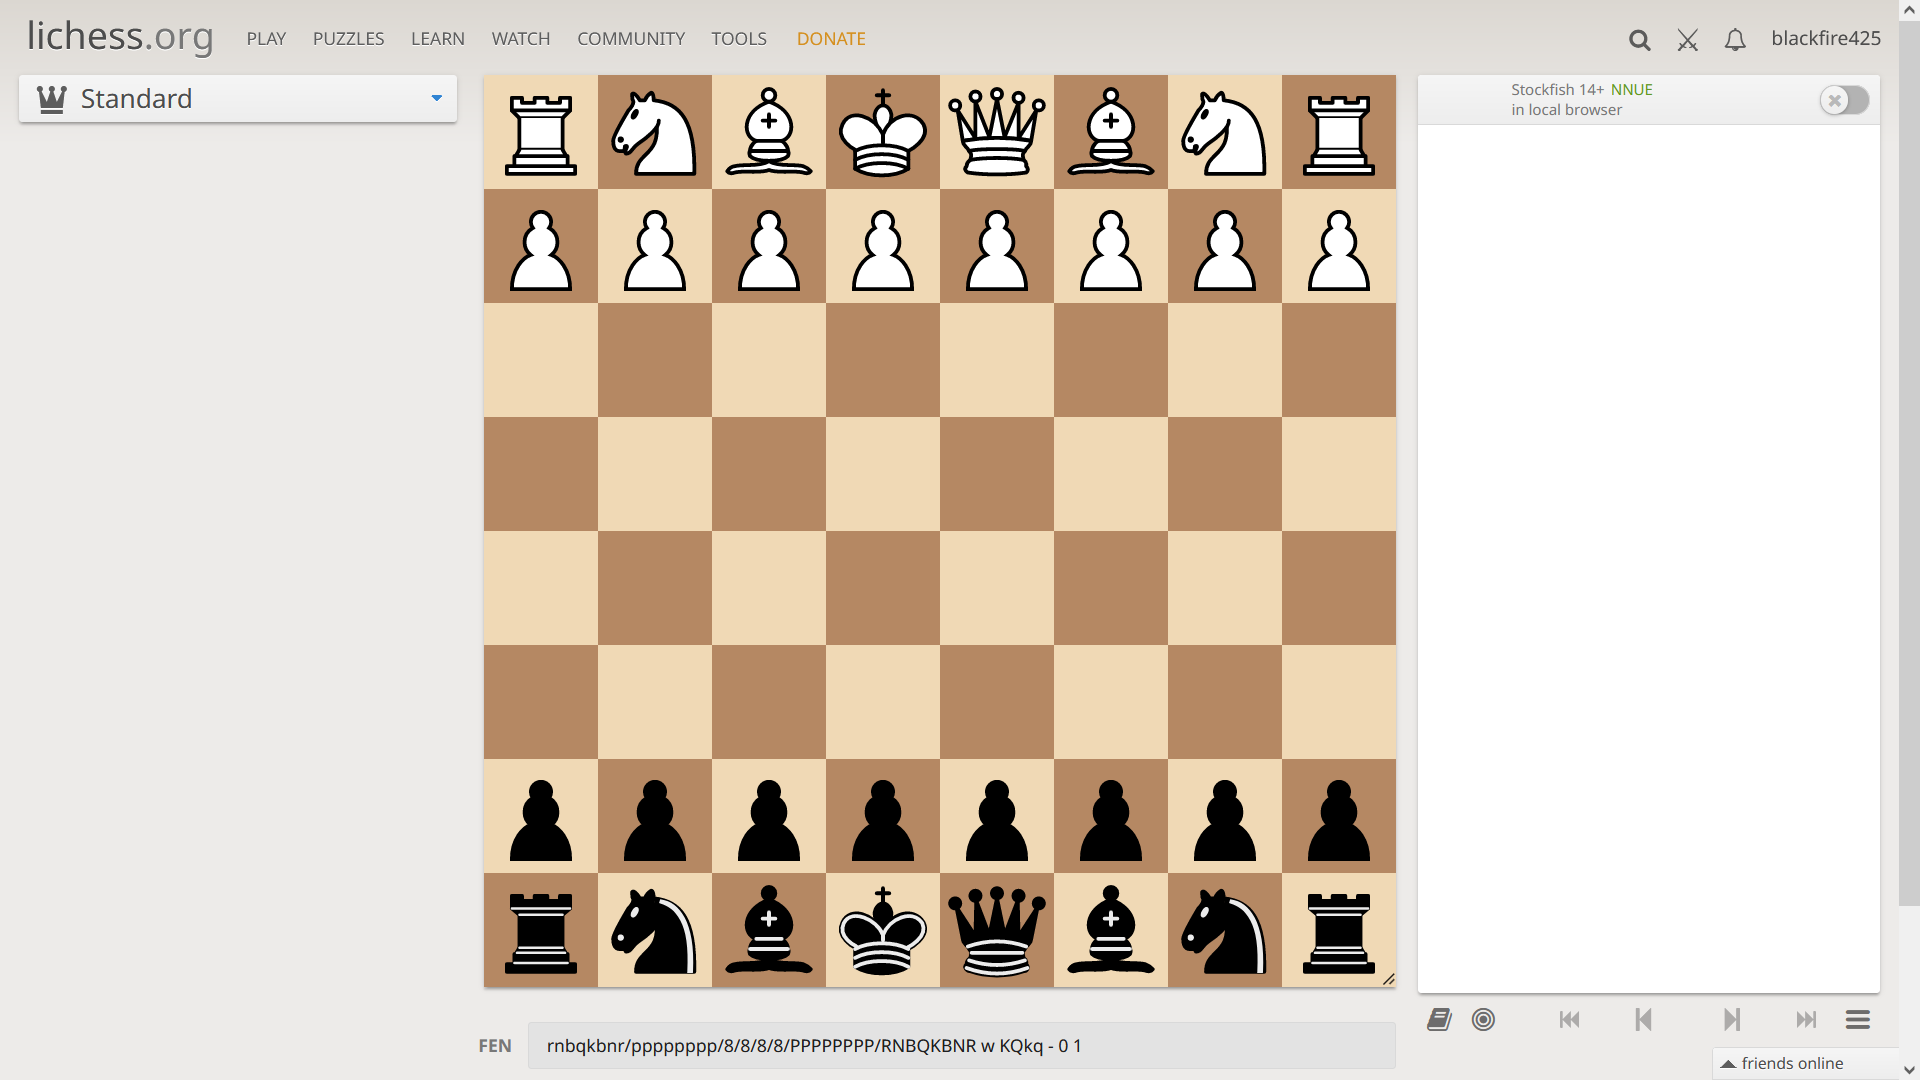 lichess.org PLAY PUZZLES LEARN WATCH COMMUNITY TOOLS DONATE blackfire425
Standard
Stockfish 14+ NNUE
in local browser
FEN rnbqkbnr/pppppppp/8/8/8/8/PPPPPPPP/RNBQKBNR w KQkq - 0 1
friends online